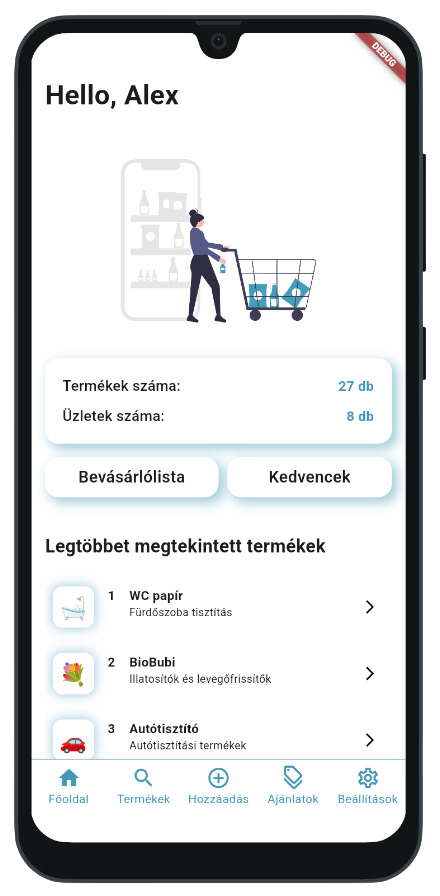 DEBUG
Hello, Alex
Termékek száma: 27 db
Üzletek száma: 8 db
Bevásárlólista Kedvencek
Legtöbbet megtekintett termékek
1 WC papír
Fürdőszoba tisztítás
2 BioBubi
Illatosítók és levegőfrissítők
3 Autótisztító
Autótisztítási termékek
Főoldal Termékek Hozzáadás Ajánlatok Beállítások